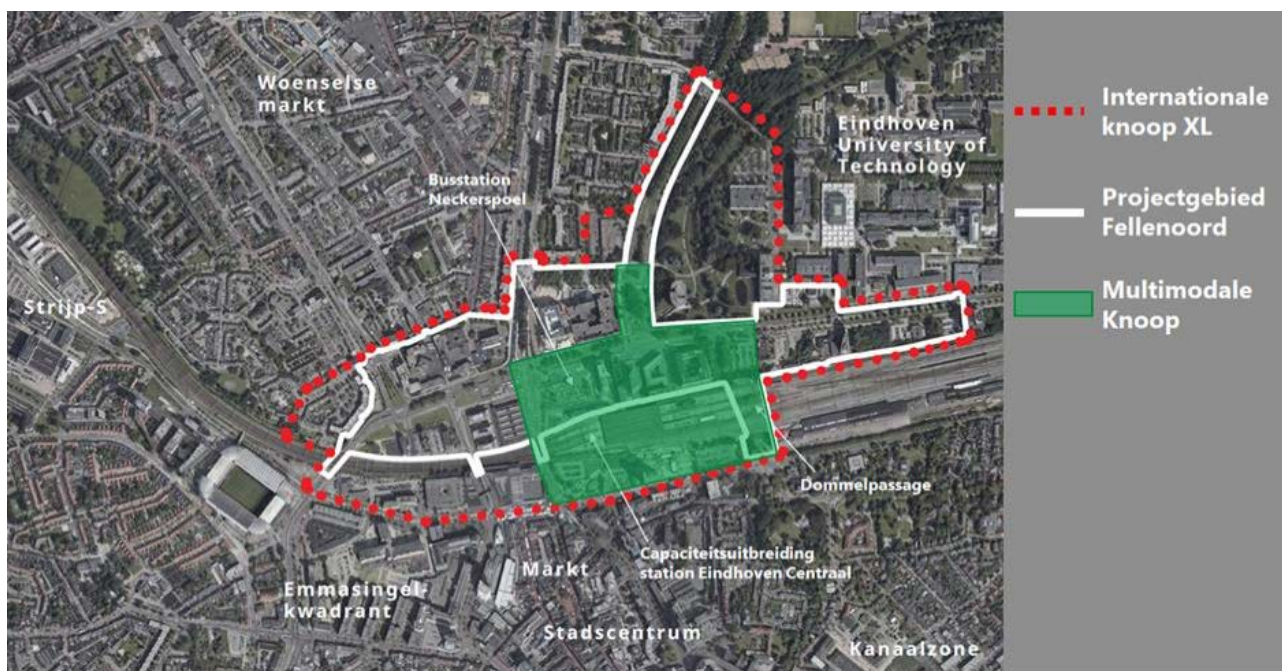 Woenselse
markt
Eindhoven
University of
Technology
Busstation
Neckerspoel
Strijp-S
Dommelpassage
Capaciteitsuitbreiding
station Eindhoven Centraal
Markt
Emmasingel-
kwadrant
Stadscentrum
Kanaalzone
Internationale
knoop XL
Projectgebied
Fellenoord
Multimodale
Knoop